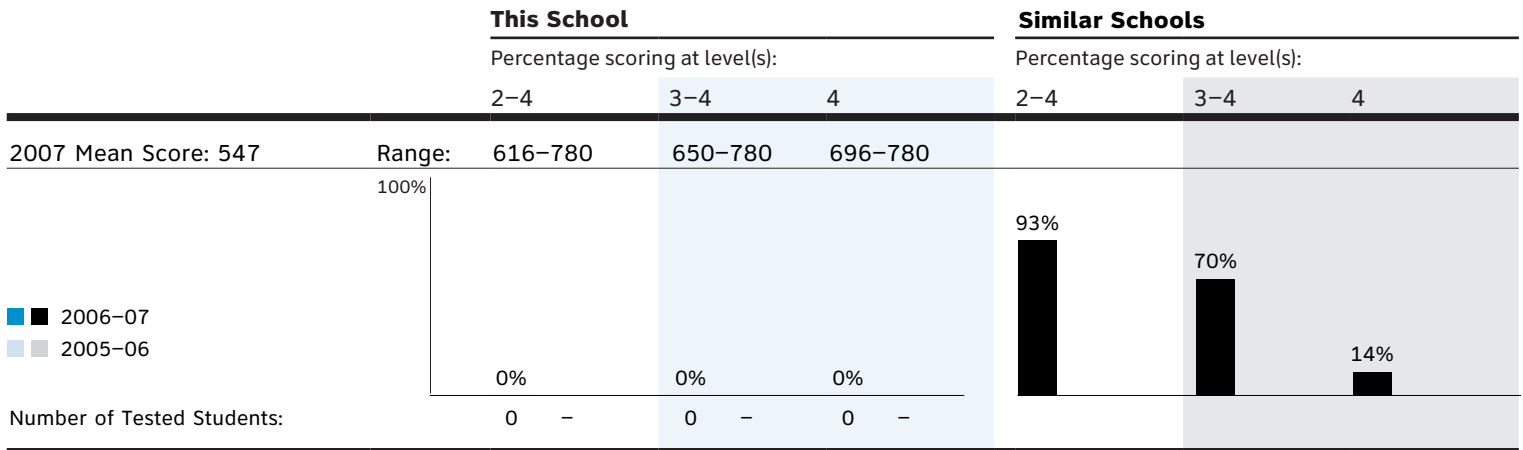 This School Similar Schools
Percentage scoring at level(s): Percentage scoring at level(s):
2–4 3–4 4 2–4 3–4 4
2007 Mean Score: 547 Range: 616–780 650–780 696–780
100%
93%
70%
2006–07
2005–06
14%
0% 0% 0%
Number of Tested Students: 0 – 0 – 0 –